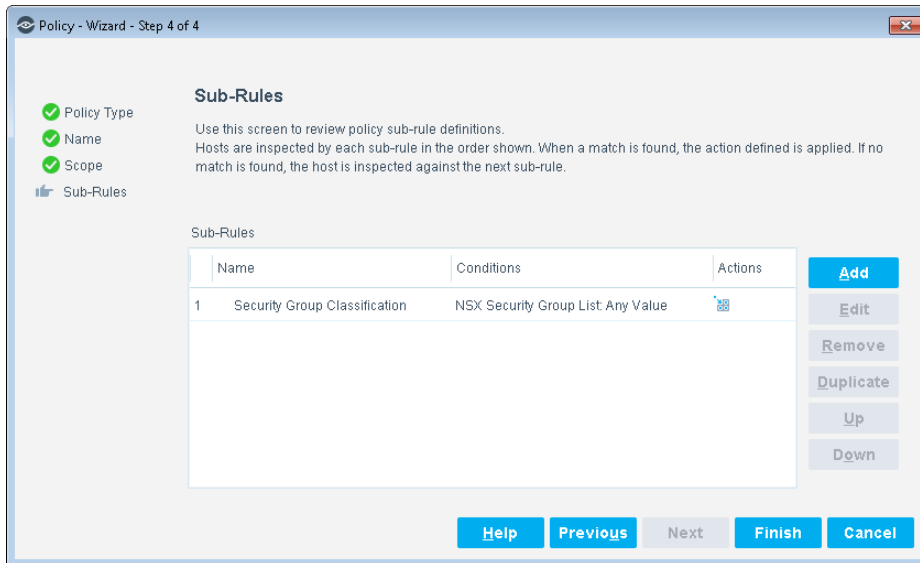 Policy - Wizard - Step 4 of 4
Policy Type
Name
Scope
Sub-Rules
Sub-Rules
Use this screen to review policy sub-rule definitions.
Hosts are inspected by each sub-rule in the order shown. When a match is found, the action defined is applied. If no
match is found, the host is inspected against the next sub-rule.
Sub-Rules
Name Conditions Actions
1 Security Group Classification NSX Security Group List: Any Value
Add
Edit
Remove
Duplicate
Up
Down
Help Previous Next Finish Cancel